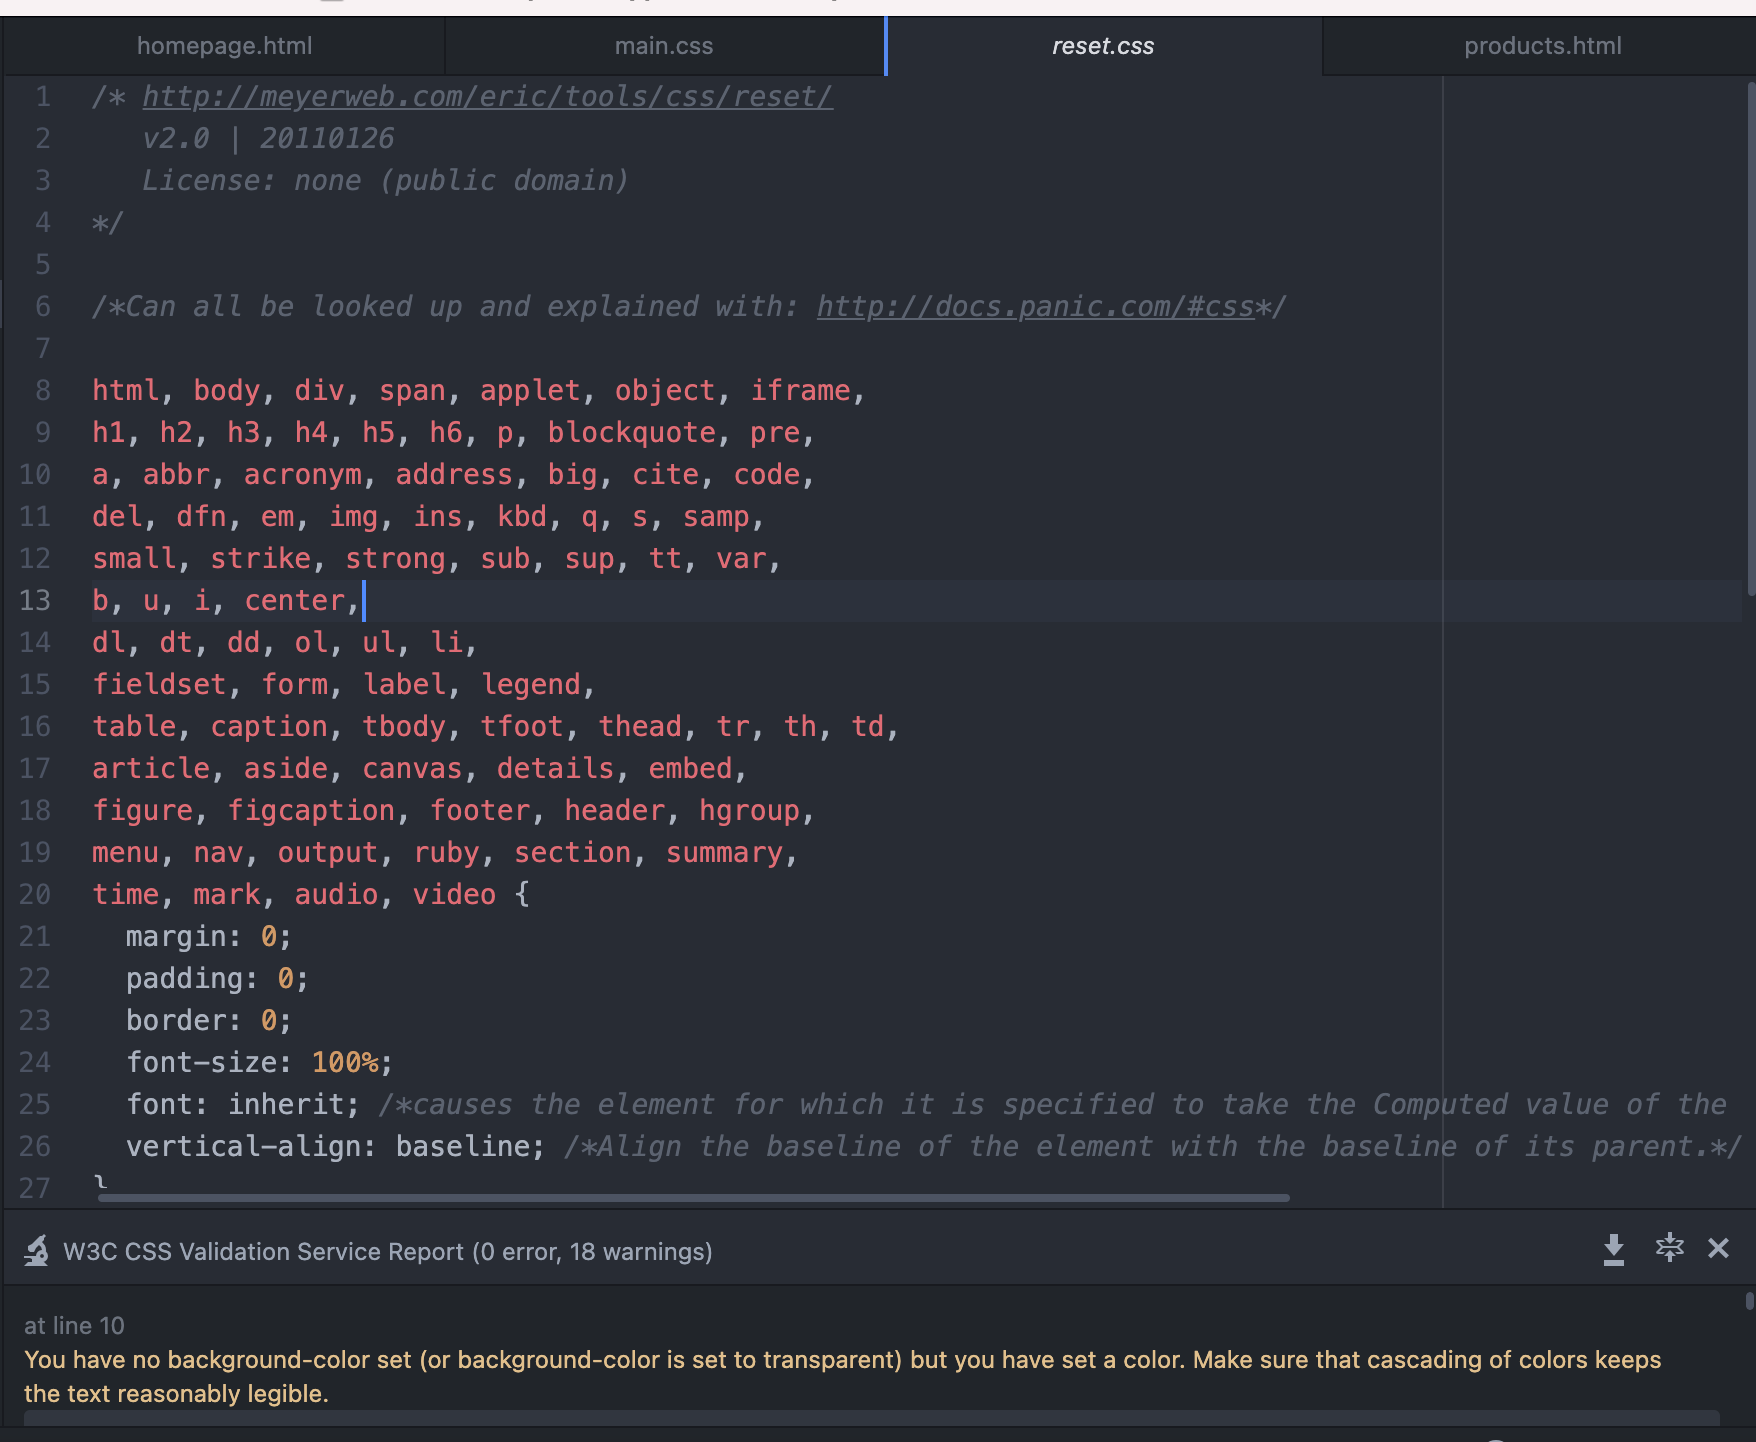 homepage.html main.css reset.css products.html
1 /* http://meyerweb.com/eric/tools/css/reset/
2 v2.0 | 20110126
3 License: none (public domain)
4 */
5
6 /*Can all be looked up and explained with: http://docs.panic.com/#css*/
7
8 html, body, div, span, applet, object, iframe,
9 h1, h2, h3, h4, h5, h6, p, blockquote, pre,
10 a, abbr, acronym, address, big, cite, code,
11 del, dfn, em, img, ins, kbd, q, s, samp,
12 small, strike, strong, sub, sup, tt, var,
13 b, u, i, center,
14 dl, dt, dd, ol, ul, li,
15 fieldset, form, label, legend,
16 table, caption, tbody, tfoot, thead, tr, th, td,
17 article, aside, canvas, details, embed,
18 figure, figcaption, footer, header, hgroup,
19 menu, nav, output, ruby, section, summary,
20 time, mark, audio, video {
21 margin: 0;
22 padding: 0;
23 border: 0;
24 font-size: 100%;
25 font: inherit; /*causes the element for which it is specified to take the Computed value of the
26 vertical-align: baseline; /*Align the baseline of the element with the baseline of its parent.*/
27 }
W3C CSS Validation Service Report (0 error, 18 warnings)
at line 10
You have no background-color set (or background-color is set to transparent) but you have set a color. Make sure that cascading of colors keeps
the text reasonably legible.